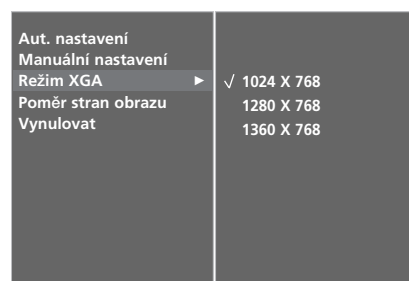 Aut. nastavení
Manuální nastavení
Režim XGA ►
Poměr stran obrazu
Vynulovat
√ 1024 X 768
1280 X 768
1360 X 768